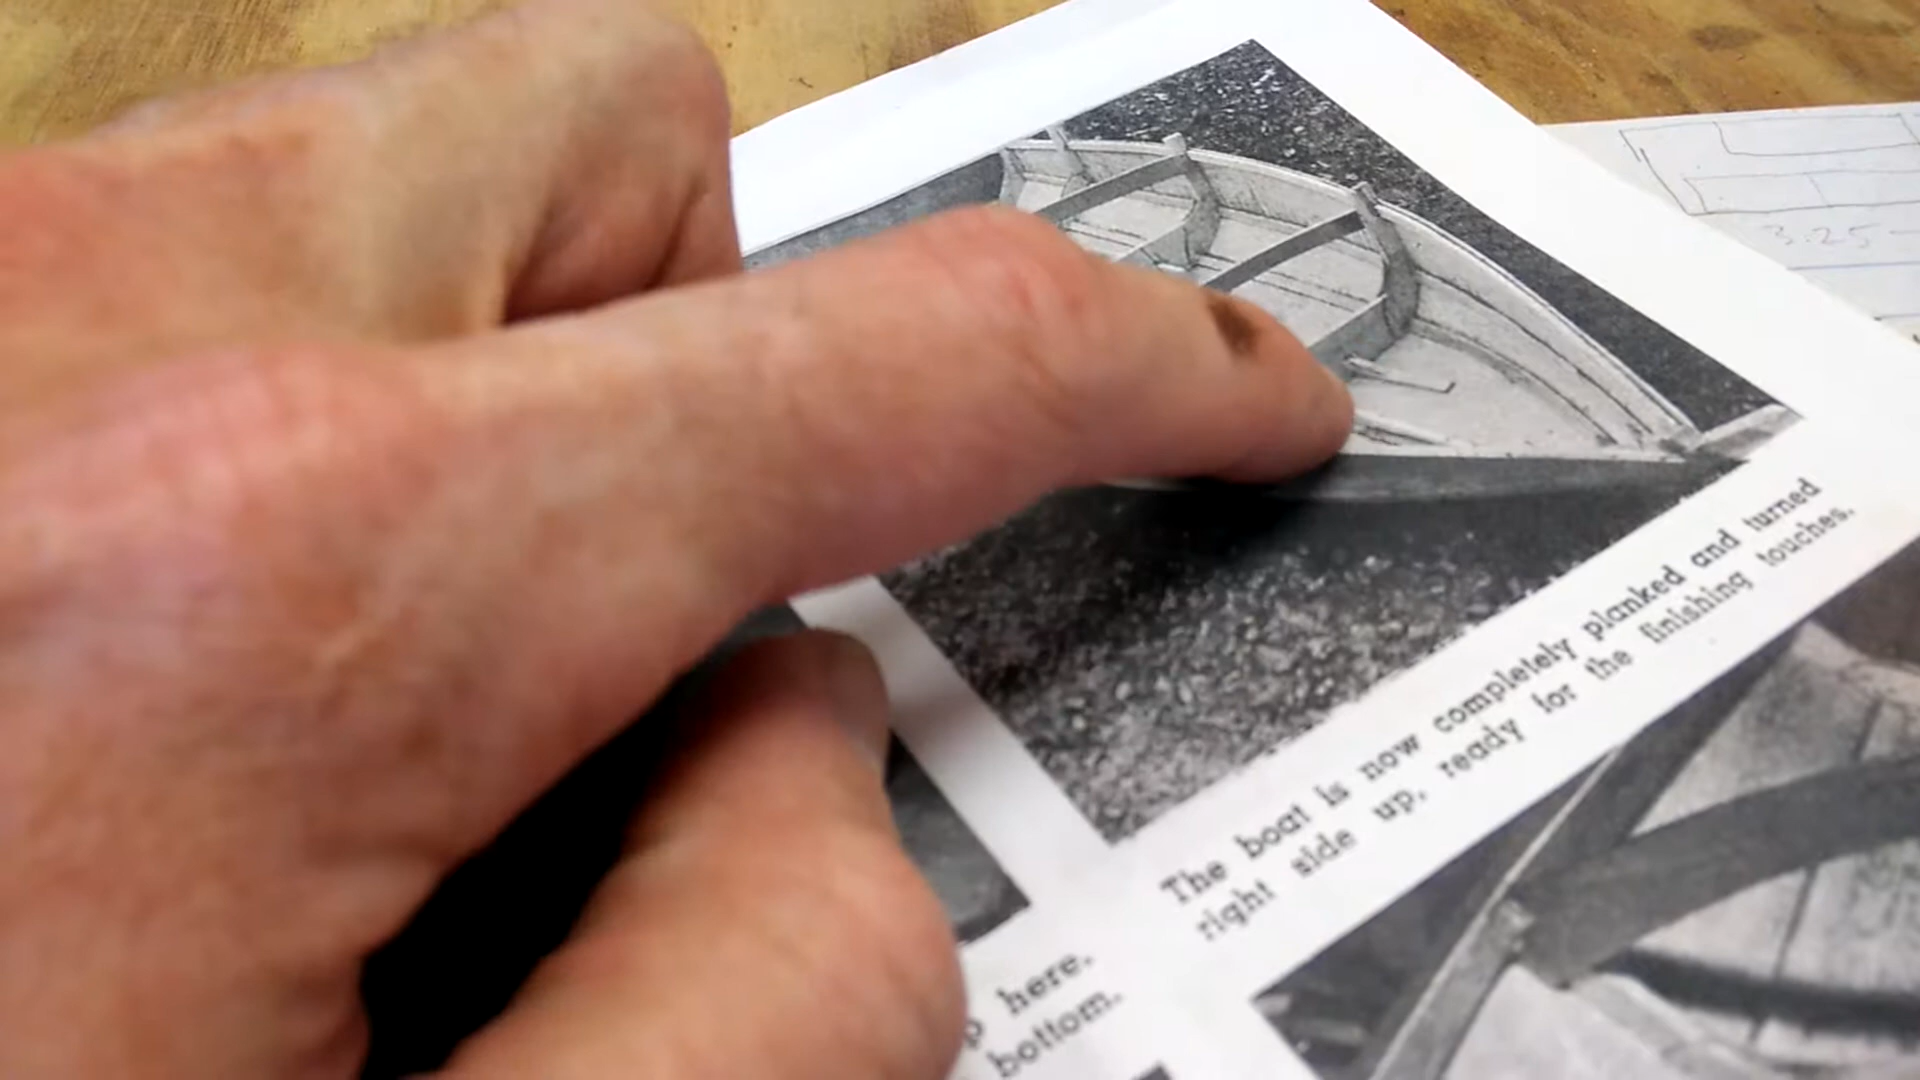 3.25
The boat is now completely planked and turned
right side up, ready for the finishing touches.
here.
bottom.